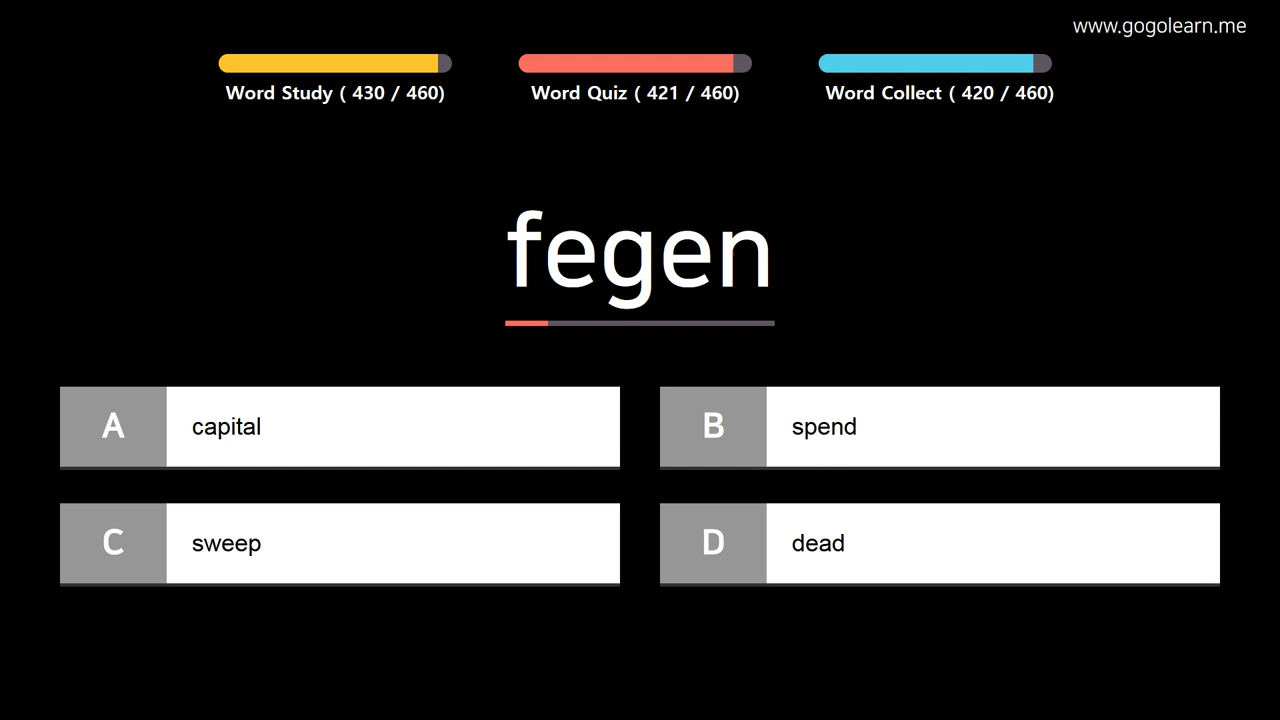 www.gogolearn.me
Word Study ( 430 / 460)
Word Quiz ( 421 / 460)
Word Collect ( 420 / 460)
fegen
A capital
B spend
C sweep
D dead